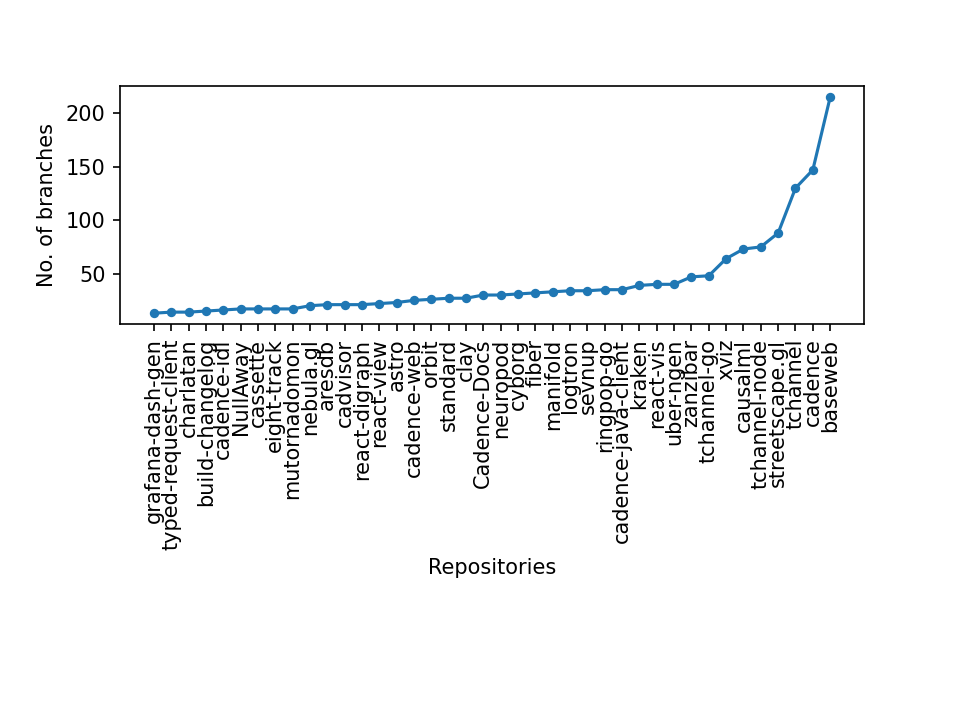 No. of branches
200
150
100
50
grafana-dash-gen
typed-request-client
charlatan
build-changelog
cadence-idl
NullAway
cassette
eight-track
mutornadomon
nebula.gl
aresdb
cadvisor
react-digraph
react-view
astro
cadence-web
orbit
standard
clay
Cadence-Docs
neuropod
cyborg
fiber
manifold
logtron
sevnup
ringpop-go
cadence-java-client
kraken
react-vis
uber-ngen
zanzibar
tchannel-go
xviz
causalml
tchannel-node
streetscape.gl
tchannel
cadence
baseweb
Repositories